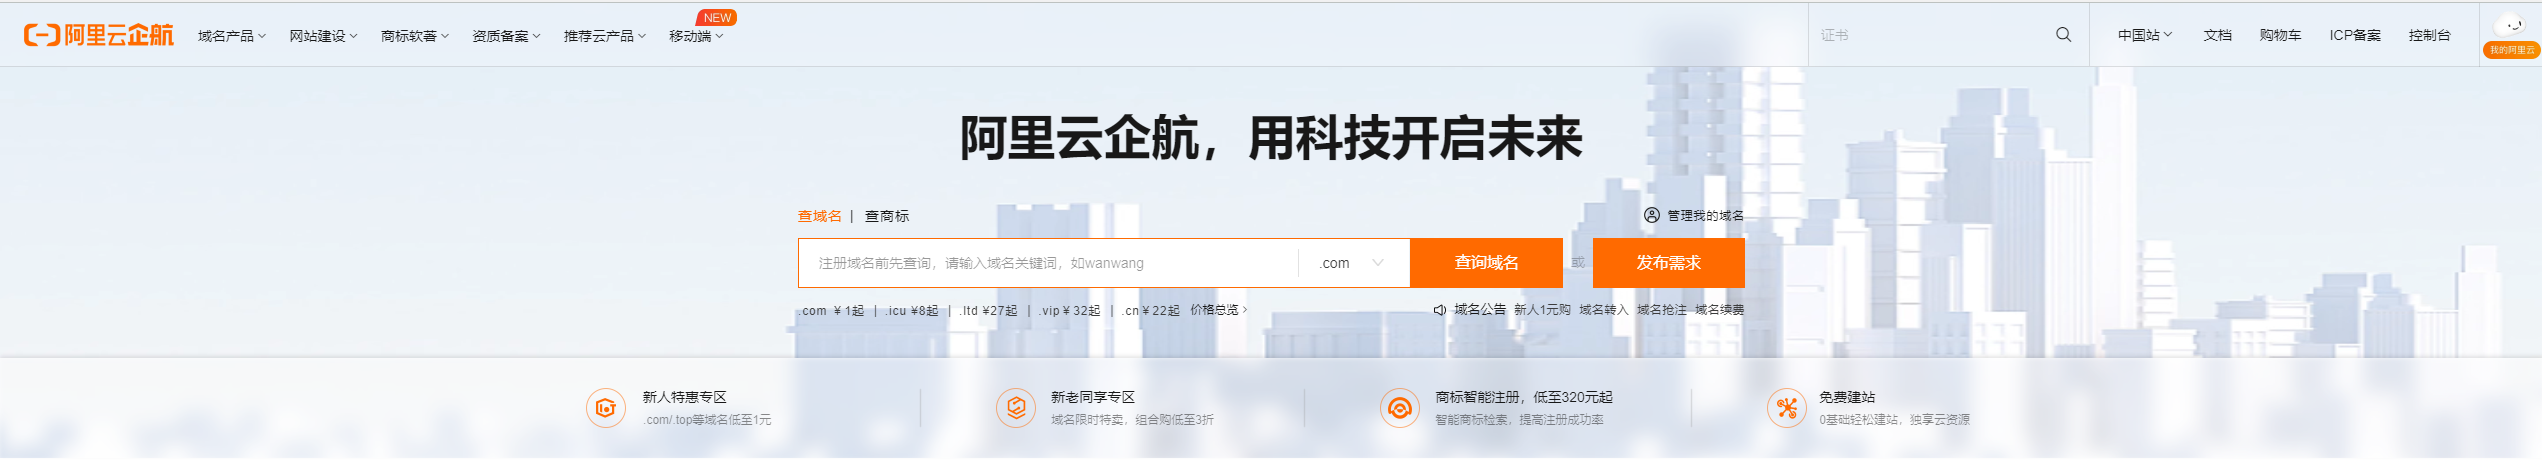 阿里云企航 域名产品 网站建设 商标软著 资质备案 推荐云产品 移动端 NEW 证书 中国站 文档 购物车 ICP备案 控制台 我的阿里云
阿里云企航，用科技开启未来
查域名 | 查商标 管理我的域名
注册域名前先查询，请输入域名关键词，如wanwang .com 查询域名 或 发布需求
.com ￥1起 | .icu ¥8起 | .ltd ¥27起 | .vip￥32起 | .cn￥22起 价格总览 域名公告 新人1元购 域名转入 域名抢注 域名续费
新人特惠专区 新老同享专区 商标智能注册，低至320元起 免费建站
.com/.top等域名低至1元 域名限时特卖，组合购低至3折 智能商标检索，提高注册成功率 0基础轻松建站，独享云资源